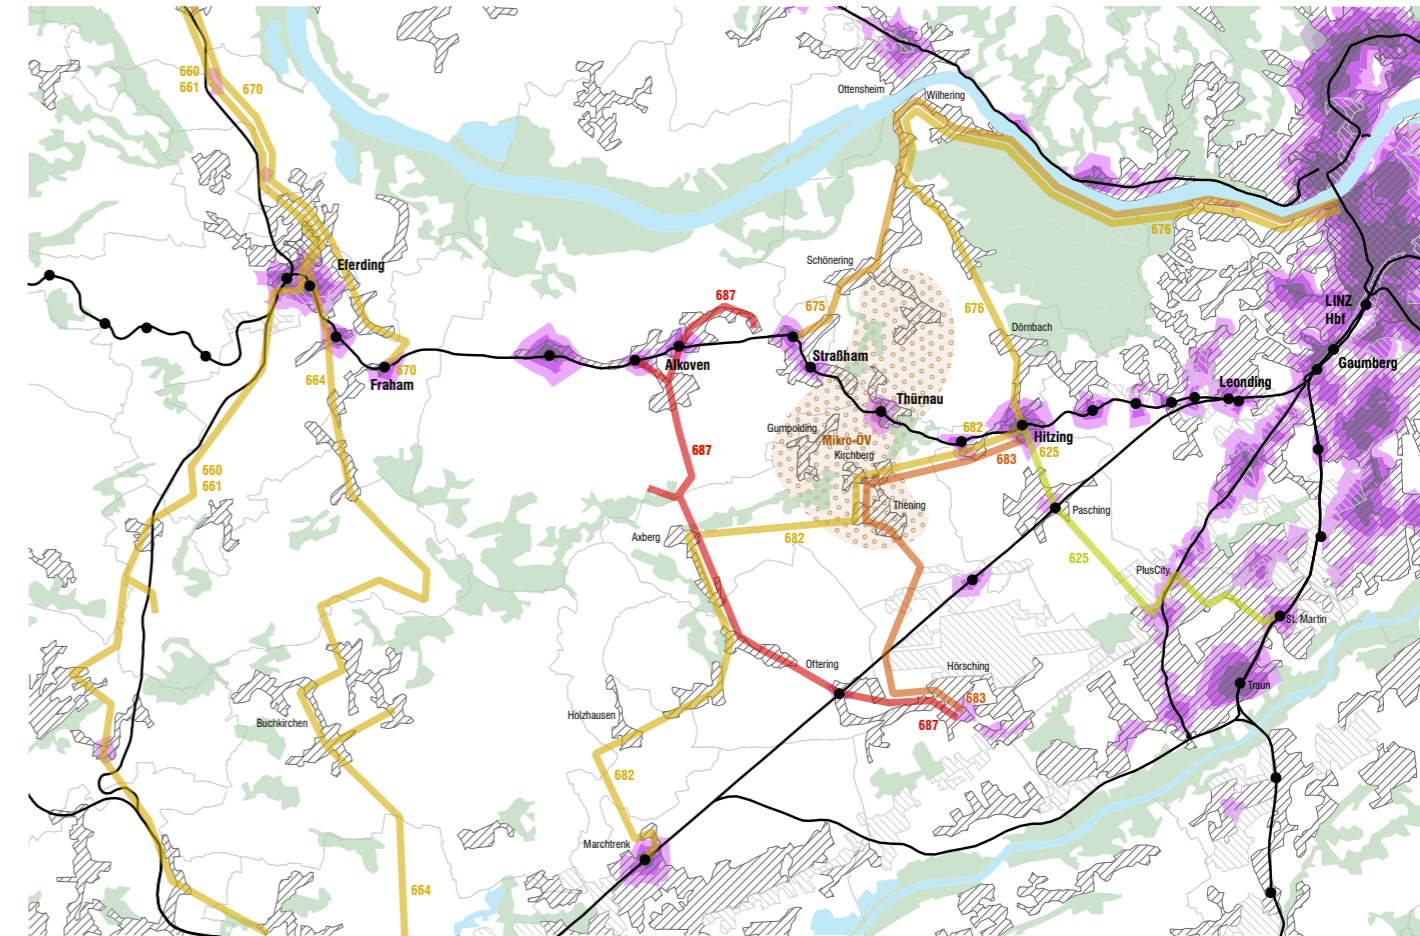 660
661
670
Ottensheim
Wilhering
676
Eferding
Schönering
687
675
676
LINZ
Hbf
Dörnbach
Straßham
Alkoven
Gaumberg
670
Fraham
664
Leonding
Thürnau
Gumpolding
682
Mikro-ÖV
Hitzing
Kirchberg
683
625
687
660
661
Thening
Pasching
Axberg
682
625
PlusCity
St. Martin
Oftering
Hörsching
Traun
683
Holzhausen
687
Buchkirchen
682
Marchtrenk
664